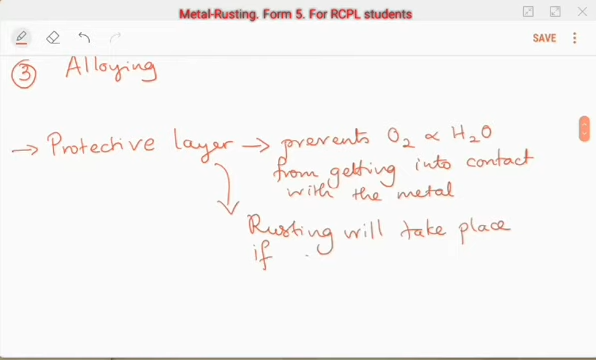 Metal-Rusting. Form 5. For RCPL students
SAVE
③ Alloying
→ Protective layer → prevents O₂ & H₂O
from getting into contact
with the metal
Rusting will take place
if